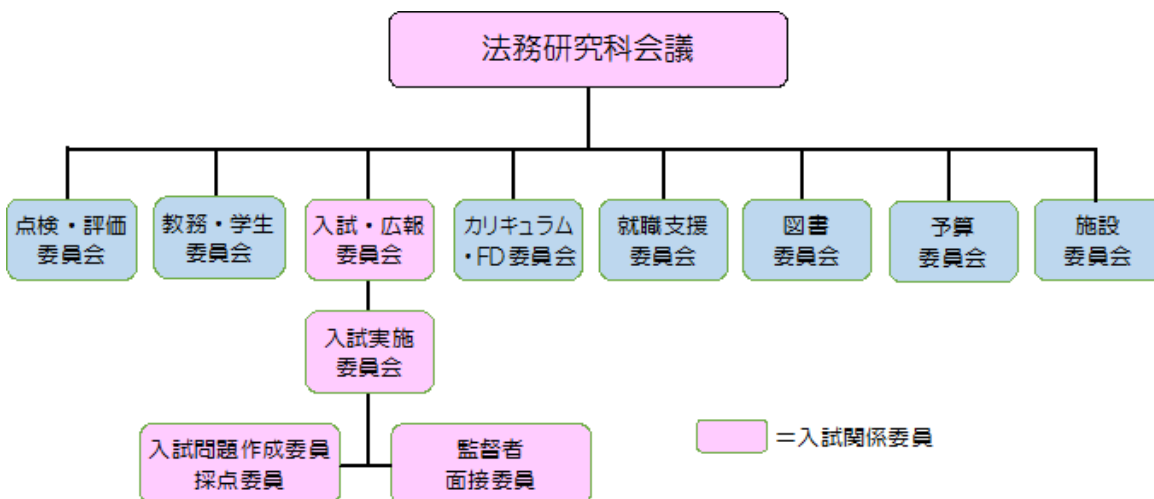 法務研究科会議
点検・評価
委員会
教務・学生
委員会
入試・広報
委員会
カリキュラム
・FD委員会
就職支援
委員会
図書
委員会
予算
委員会
施設
委員会
入試実施
委員会
入試問題作成委員
採点委員
監督者
面接委員
=入試関係委員